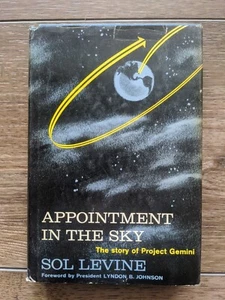 APPOINTMENT
IN THE SKY
The story of Project Gemini
SOL LEVINE
Foreword by President LYNDON B. JOHNSON